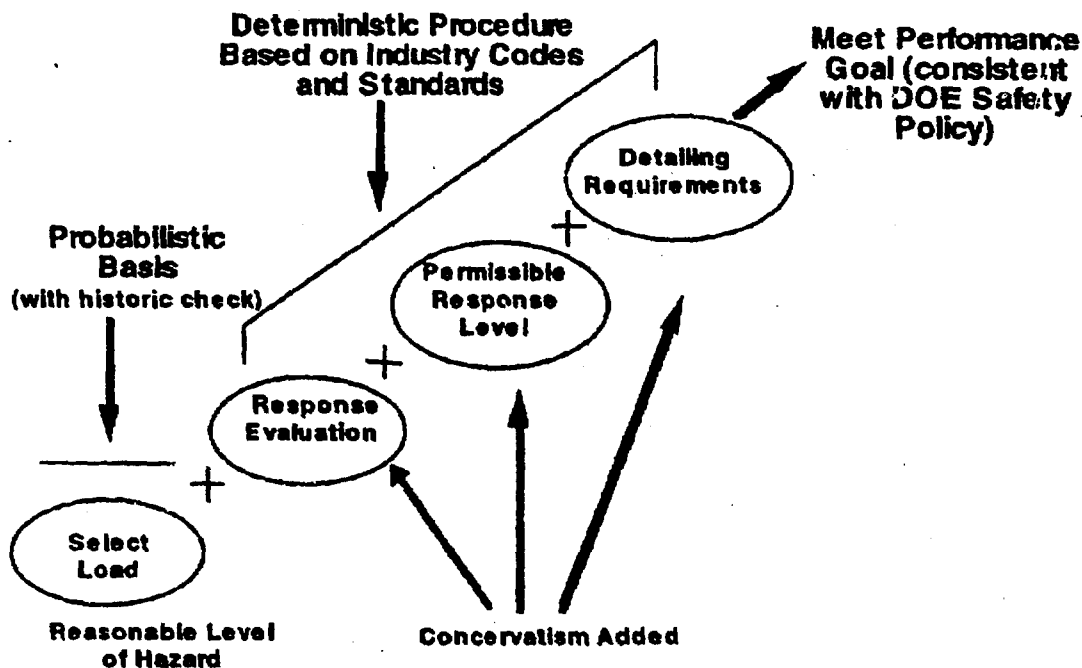 Deterministic Procedure
Based on Industry Codes
and Standards
Meet Performance
Goal (consistent
with DOE Safety
Policy)
Detailing
Requirements
+
Probabilistic
Basis
(with historic check)
Permissible
Response
Level
+
Response
Evaluation
+
Select
Load
Reasonable Level
of Hazard
Concervatism Added